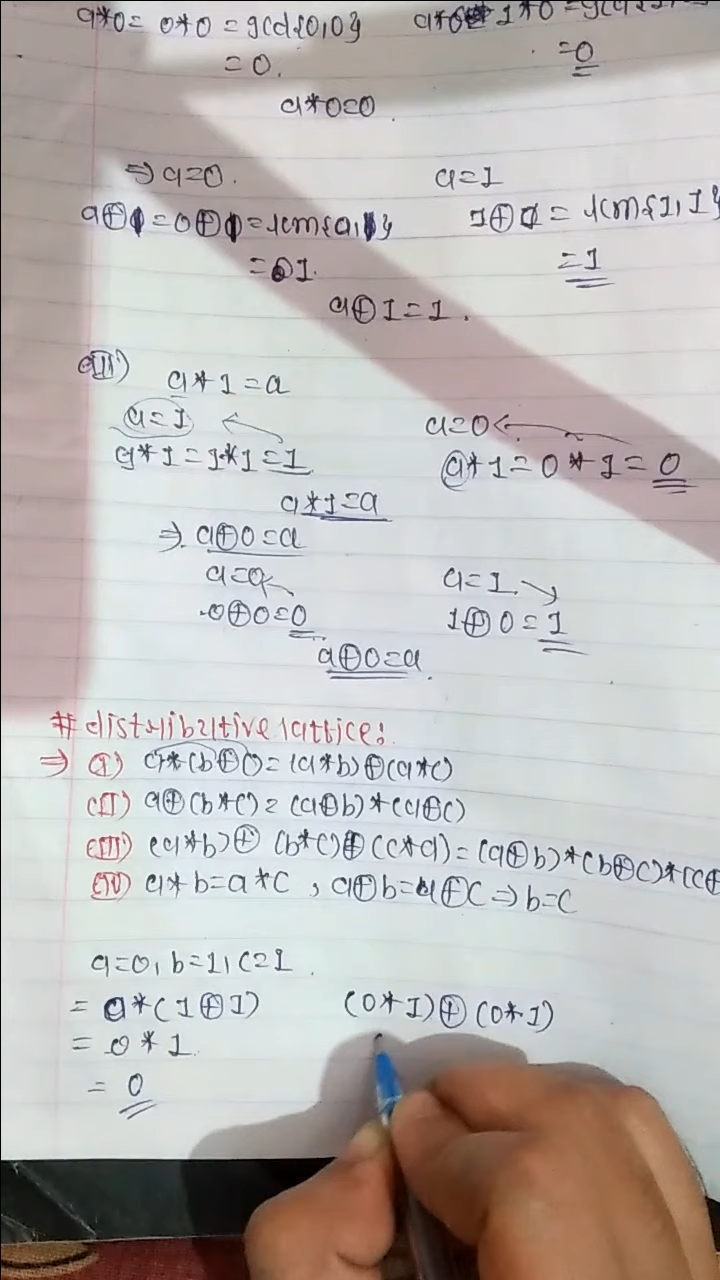 a*0= 0*0 = gcd{0,0}
= 0.
= 0
a*0=0.
⇒ a=0. a=1
a⊕1=0⊕1=lcm{0,1} 1⊕1 = lcm{1,1}
= 1. = 1
a⊕1=1.
(III) a*1=a
a=1 a=0
a*1=1*1=1 a*1=0*1=0
a*1=a
⇒ a⊕0=a
a=0 a=1
0⊕0=0 1⊕0=1
a⊕0=a.
# distributive lattice:
⇒ (I) a*(b⊕c)=(a*b)⊕(a*c)
(II) a⊕(b*c)=(a⊕b)*(a⊕c)
(III) (a*b)⊕(b*c)⊕(c*a)=(a⊕b)*(b⊕c)*(c⊕
(IV) a*b=a*c, a⊕b=a⊕c⇒b=c
a=0, b=1, c=1.
= 0*(1⊕1) (0*1)⊕(0*1)
= 0*1
= 0